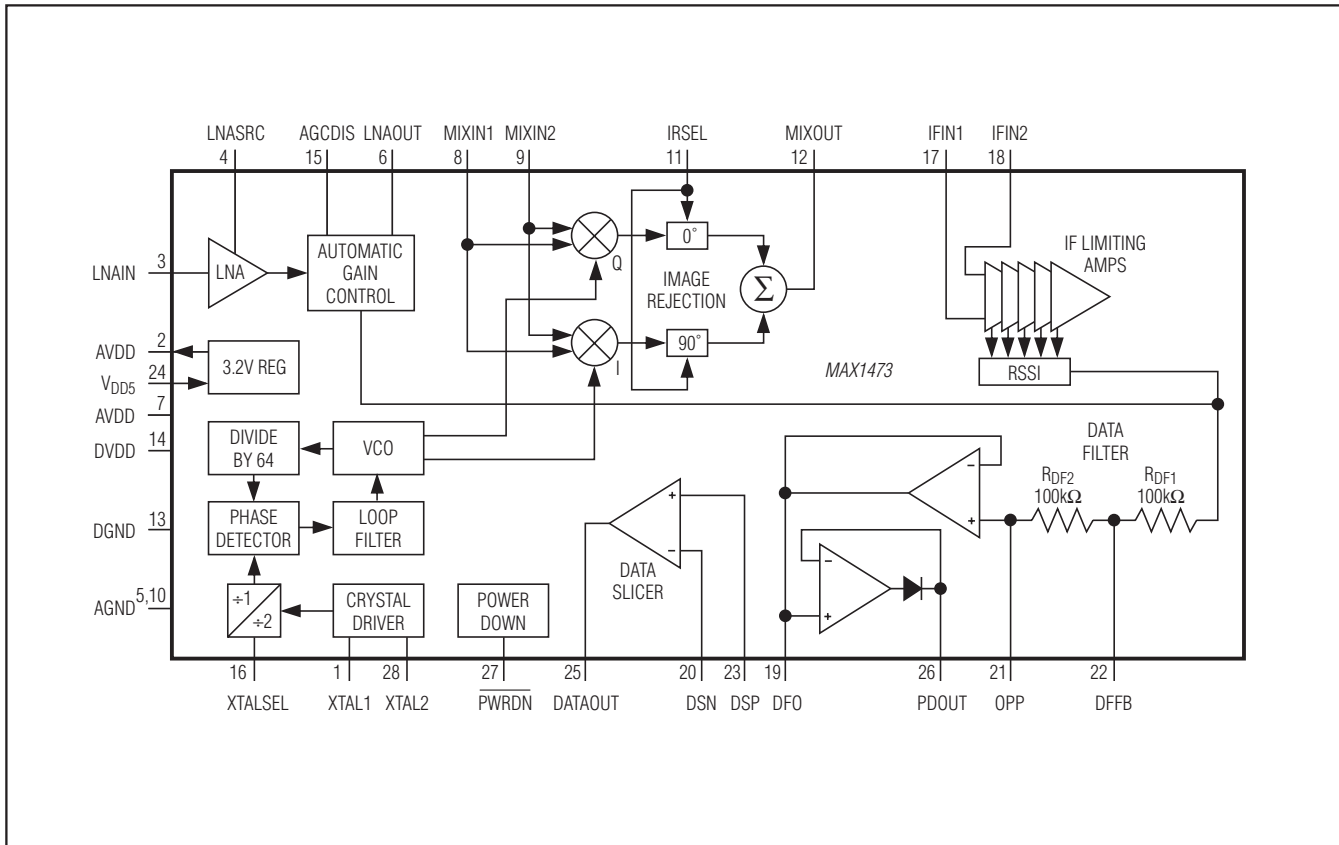 LNASRC AGCDIS LNAOUT MIXIN1 MIXIN2 IRSEL MIXOUT IFIN1 IFIN2
4 15 6 8 9 11 12 17 18
LNAIN 3
LNA
AUTOMATIC
GAIN
CONTROL
Q
0°
IMAGE
REJECTION
Σ
I
90°
IF LIMITING
AMPS
RSSI
MAX1473
AVDD 2
VDD5 24
3.2V REG
AVDD 7
DVDD 14
DIVIDE
BY 64
VCO
DGND 13
PHASE
DETECTOR
LOOP
FILTER
AGND 5,10
÷1
÷2
CRYSTAL
DRIVER
POWER
DOWN
+
−
DATA
SLICER
−
+
−
+
DATA
FILTER
RDF2
100kΩ
RDF1
100kΩ
16 1 28 27 25 20 23 19 26 21 22
XTALSEL XTAL1 XTAL2 PWRDN DATAOUT DSN DSP DFO PDOUT OPP DFFB